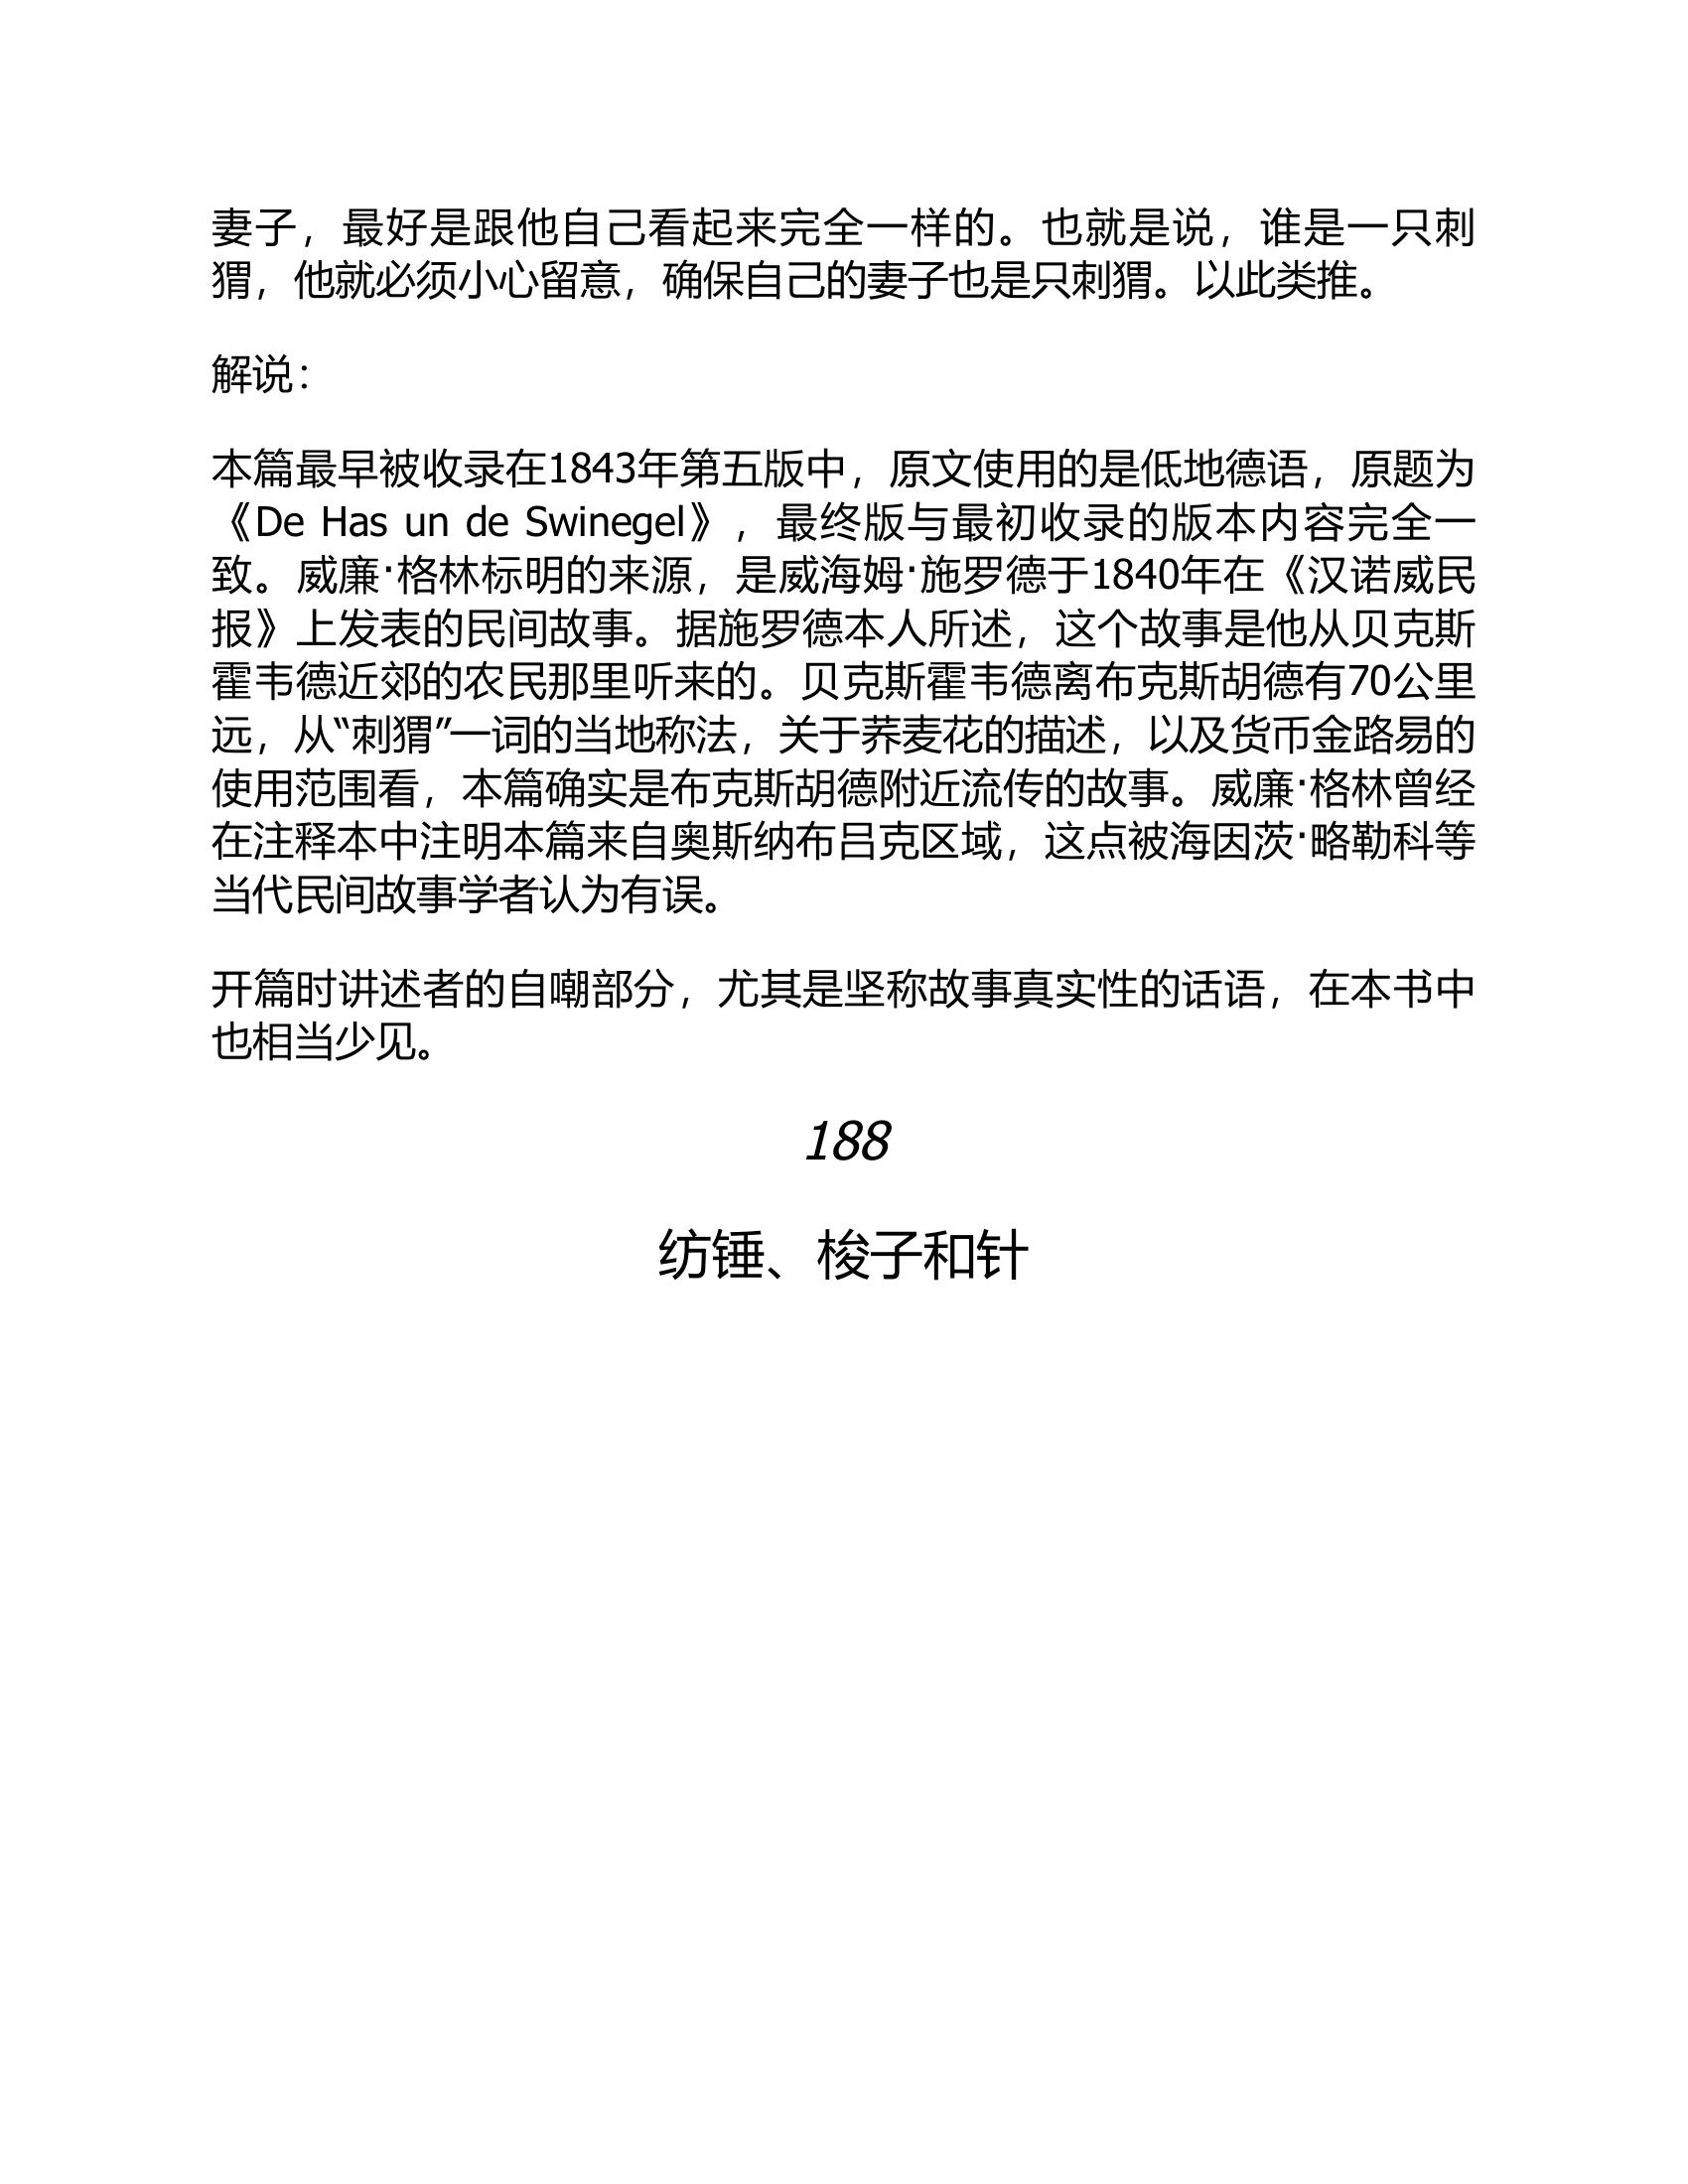 妻子，最好是跟他自己看起来完全一样的。也就是说，谁是一只刺
猬，他就必须小心留意，确保自己的妻子也是只刺猬。以此类推。
解说：
本篇最早被收录在1843年第五版中，原文使用的是低地德语，原题为
《De Has un de Swinegel》，最终版与最初收录的版本内容完全一
致。威廉·格林标明的来源，是威海姆·施罗德于1840年在《汉诺威民
报》上发表的民间故事。据施罗德本人所述，这个故事是他从贝克斯
霍韦德近郊的农民那里听来的。贝克斯霍韦德离布克斯胡德有70公里
远，从“刺猬”一词的当地称法，关于荞麦花的描述，以及货币金路易的
使用范围看，本篇确实是布克斯胡德附近流传的故事。威廉·格林曾经
在注释本中注明本篇来自奥斯纳布吕克区域，这点被海因茨·略勒科等
当代民间故事学者认为有误。
开篇时讲述者的自嘲部分，尤其是坚称故事真实性的话语，在本书中
也相当少见。
188
纺锤、梭子和针